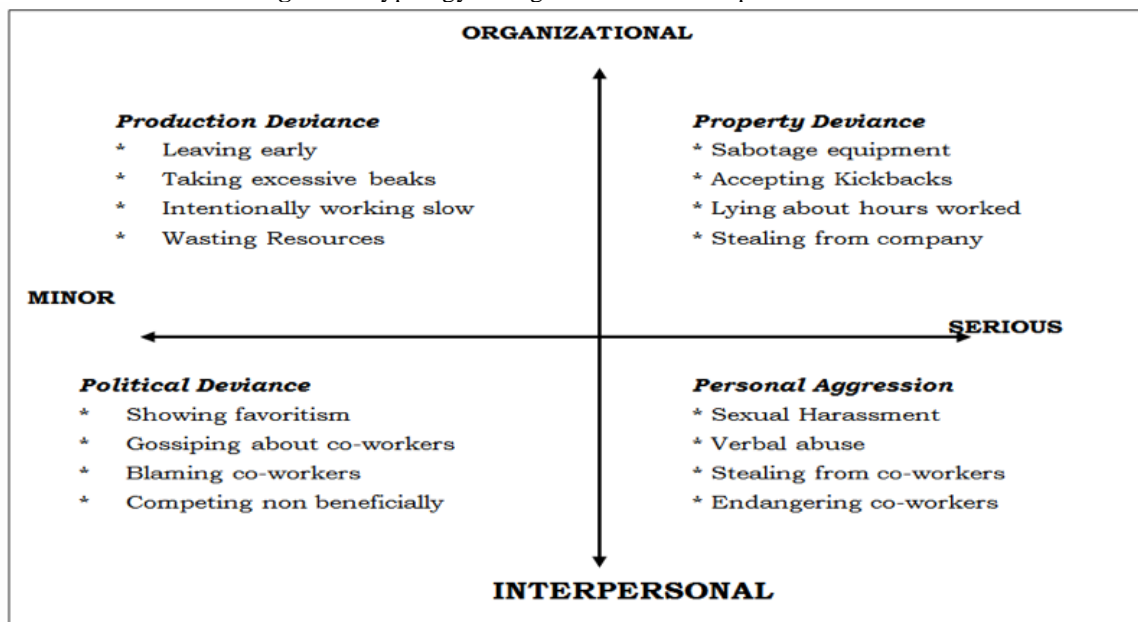 ORGANIZATIONAL
Production Deviance
* Leaving early
* Taking excessive beaks
* Intentionally working slow
* Wasting Resources
Property Deviance
* Sabotage equipment
* Accepting Kickbacks
* Lying about hours worked
* Stealing from company
MINOR
SERIOUS
Political Deviance
* Showing favoritism
* Gossiping about co-workers
* Blaming co-workers
* Competing non beneficially
Personal Aggression
* Sexual Harassment
* Verbal abuse
* Stealing from co-workers
* Endangering co-workers
INTERPERSONAL